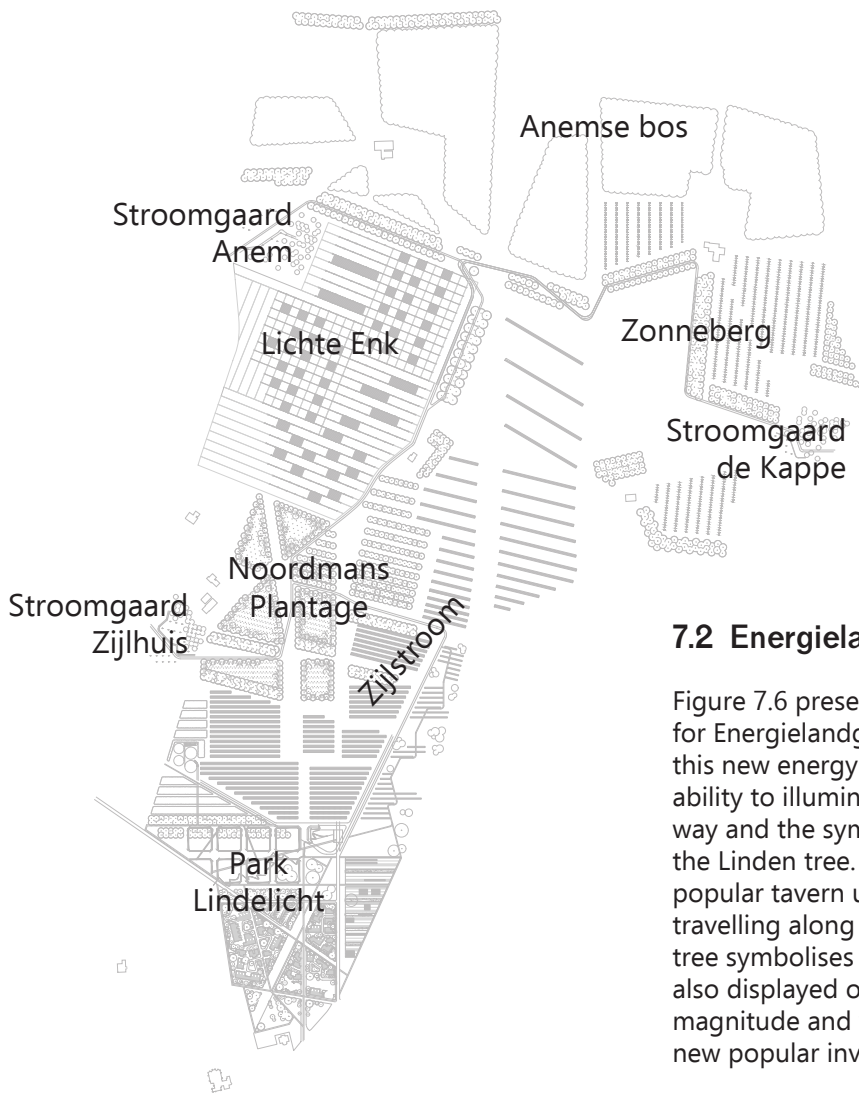 Anemse bos
Stroomgaard
Anem
Lichte Enk
Zonneberg
Stroomgaard
de Kappe
Noordmans
Plantage
Stroomgaard
Zijlhuis
Zijlstroom
Park
Lindelicht
7.2 Energiela
Figure 7.6 prese
for Energielandg
this new energy
ability to illumin
way and the sym
the Linden tree.
popular tavern u
travelling along
tree symbolises
also displayed o
magnitude and
new popular inv